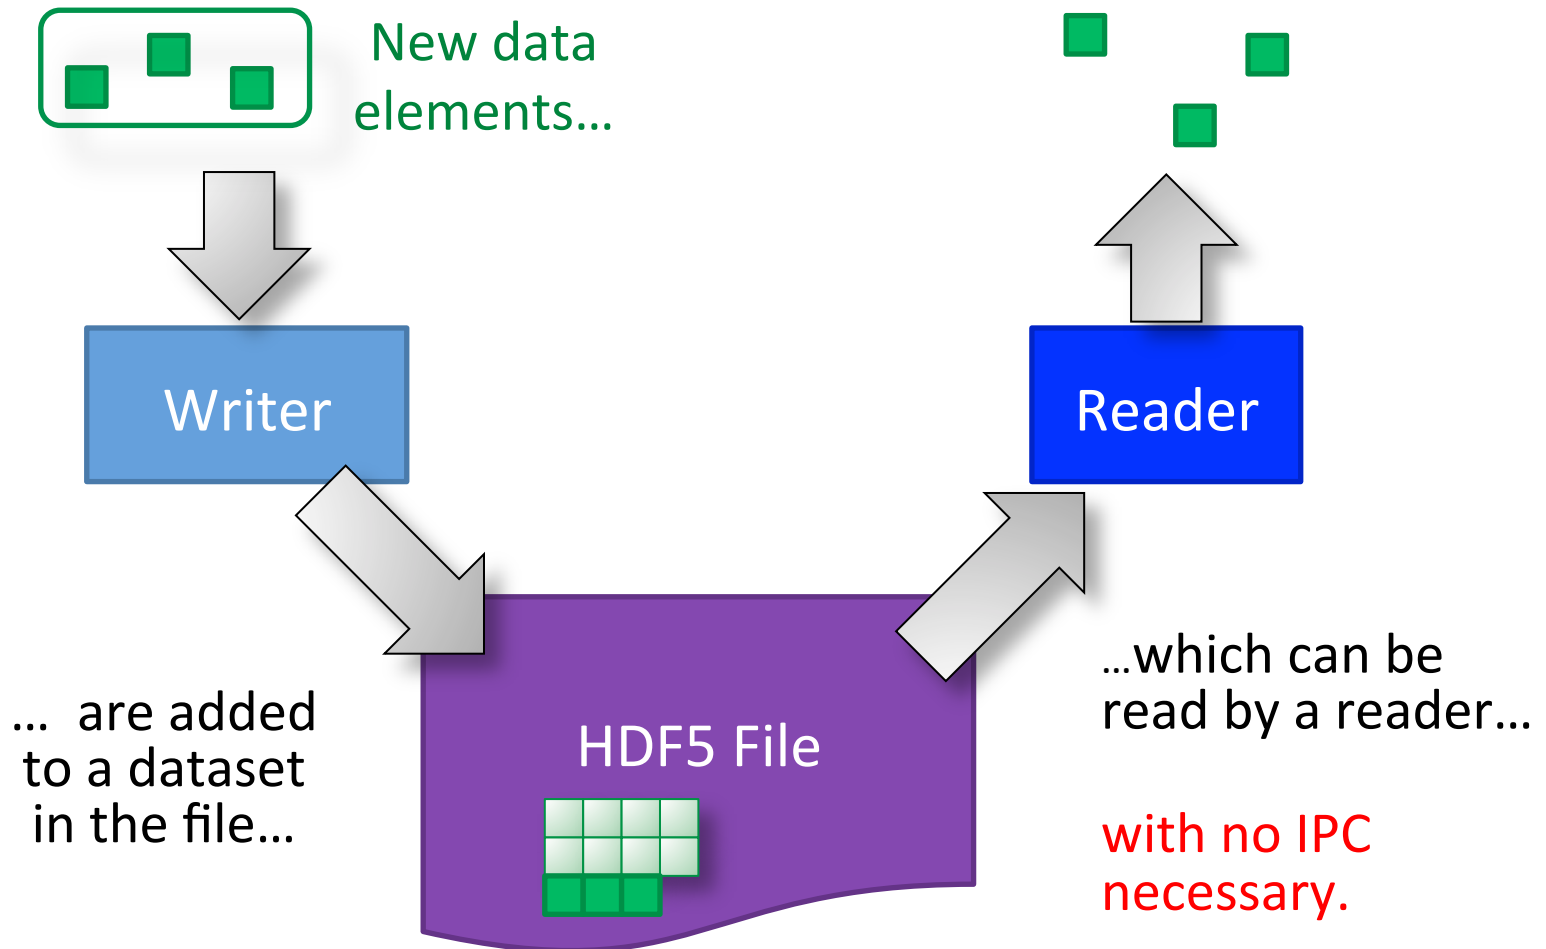 New data
elements…
Writer
Reader
… are added
to a dataset
in the file…
HDF5 File
…which can be
read by a reader…
with no IPC
necessary.